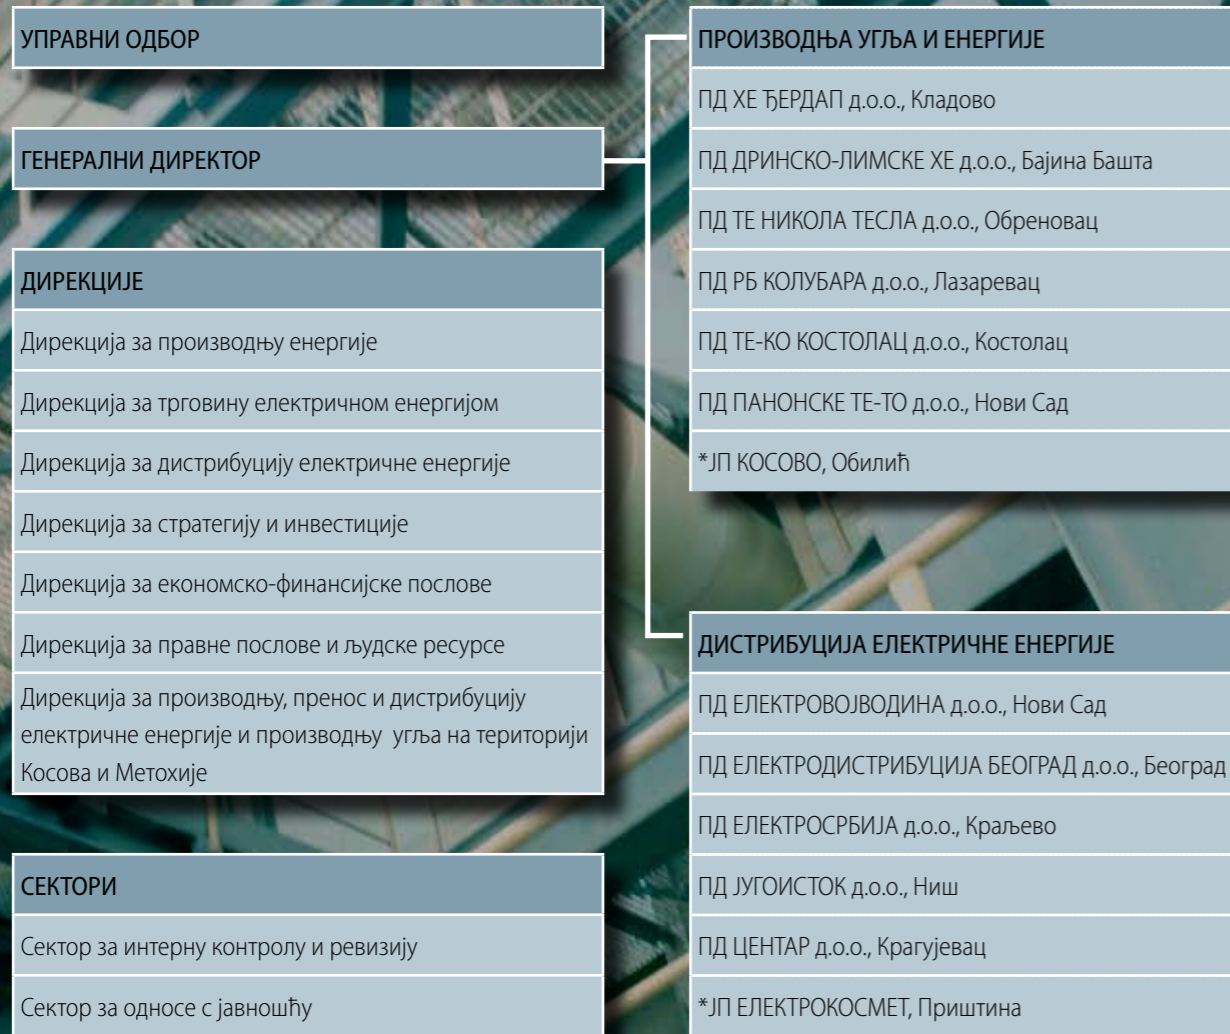 УПРАВНИ ОДБОР
ГЕНЕРАЛНИ ДИРЕКТОР
ДИРЕКЦИЈЕ
Дирекција за производњу енергије
Дирекција за трговину електричном енергијом
Дирекција за дистрибуцију електричне енергије
Дирекција за стратегију и инвестиције
Дирекција за економско-финансијске послове
Дирекција за правне послове и људске ресурсе
Дирекција за производњу, пренос и дистрибуцију
електричне енергије и производњу угља на територији
Косова и Метохије
СЕКТОРИ
Сектор за интерну контролу и ревизију
Сектор за односе с јавношћу
ПРОИЗВОДЊА УГЉА И ЕНЕРГИЈЕ
ПД ХЕ ЂЕРДАП д.о.о., Кладово
ПД ДРИНСКО-ЛИМСКЕ ХЕ д.о.о., Бајина Башта
ПД ТЕ НИКОЛА ТЕСЛА д.о.о., Обреновац
ПД РБ КОЛУБАРА д.о.о., Лазаревац
ПД ТЕ-КО КОСТОЛАЦ д.о.о., Костолац
ПД ПАНОНСКЕ ТЕ-ТО д.о.о., Нови Сад
*ЈП КОСОВО, Обилић
ДИСТРИБУЦИЈА ЕЛЕКТРИЧНЕ ЕНЕРГИЈЕ
ПД ЕЛЕКТРОВОЈВОДИНА д.о.о., Нови Сад
ПД ЕЛЕКТРОДИСТРИБУЦИЈА БЕОГРАД д.о.о., Београд
ПД ЕЛЕКТРОСРБИЈА д.о.о., Краљево
ПД ЈУГОИСТОК д.о.о., Ниш
ПД ЦЕНТАР д.о.о., Крагујевац
*ЈП ЕЛЕКТРОКОСМЕТ, Приштина